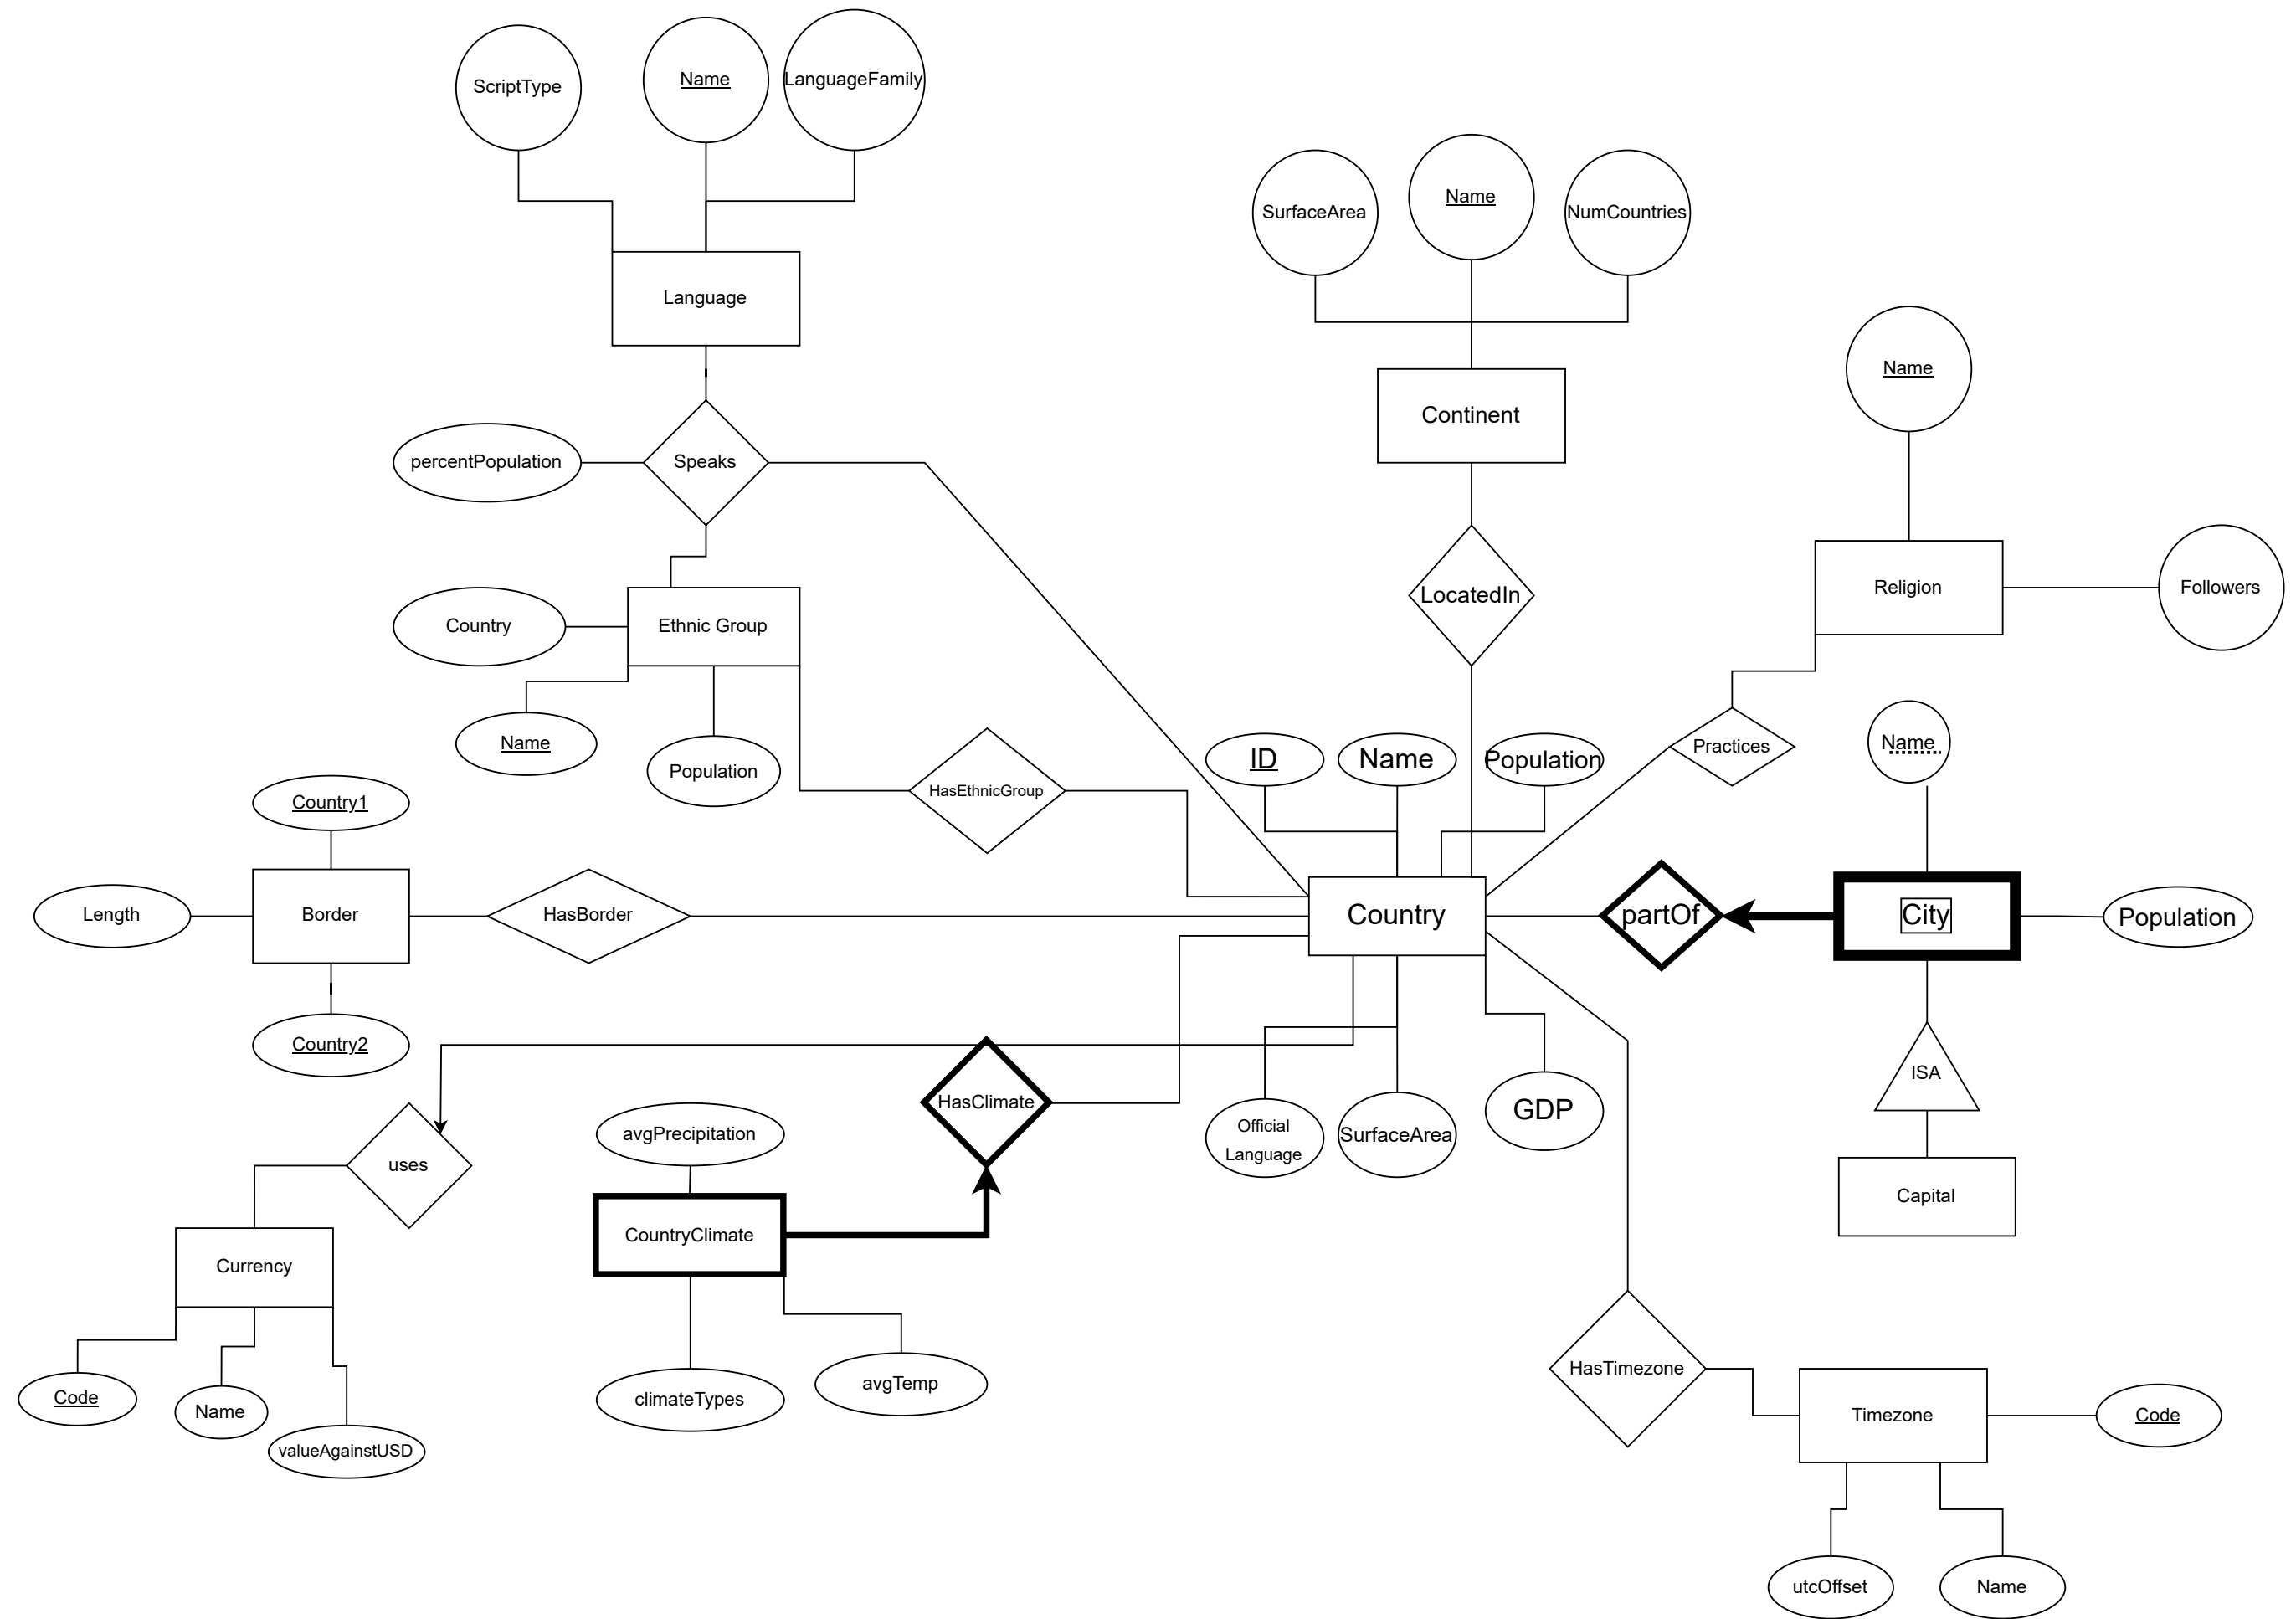 ScriptType
Name
LanguageFamily
Language
SurfaceArea
Name
NumCountries
Continent
Name
percentPopulation
Speaks
LocatedIn
Religion
Followers
Country
Ethnic Group
Name
Population
HasEthnicGroup
ID
Name
Population
Practices
Name
Country1
Length
Border
HasBorder
Country
partOf
City
Population
Country2
HasClimate
Official
Language
SurfaceArea
GDP
ISA
avgPrecipitation
uses
CountryClimate
Capital
Currency
climateTypes
avgTemp
HasTimezone
Timezone
Code
Code
Name
valueAgainstUSD
utcOffset
Name